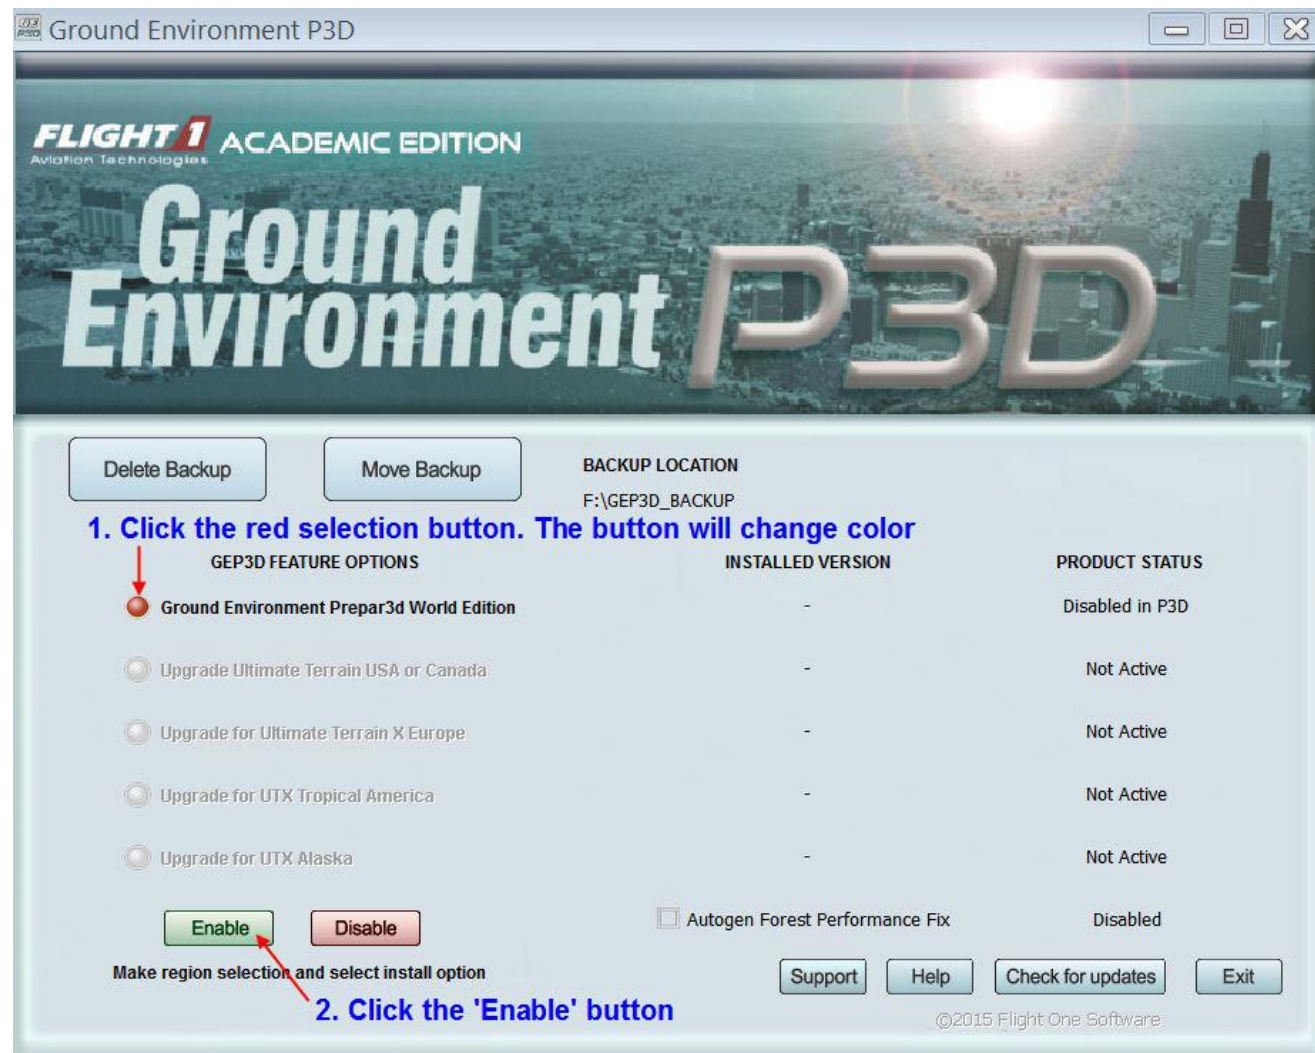 Ground Environment P3D
FLIGHT 1 ACADEMIC EDITION
Aviation Technologies
Ground
Environment P3D
Delete Backup Move Backup BACKUP LOCATION
F:\GEP3D_BACKUP
1. Click the red selection button. The button will change color
GEP3D FEATURE OPTIONS INSTALLED VERSION PRODUCT STATUS
Ground Environment Prepar3d World Edition - Disabled in P3D
Upgrade Ultimate Terrain USA or Canada - Not Active
Upgrade for Ultimate Terrain X Europe - Not Active
Upgrade for UTX Tropical America - Not Active
Upgrade for UTX Alaska - Not Active
Enable Disable Autogen Forest Performance Fix Disabled
Make region selection and select install option Support Help Check for updates Exit
2. Click the 'Enable' button
©2015 Flight One Software